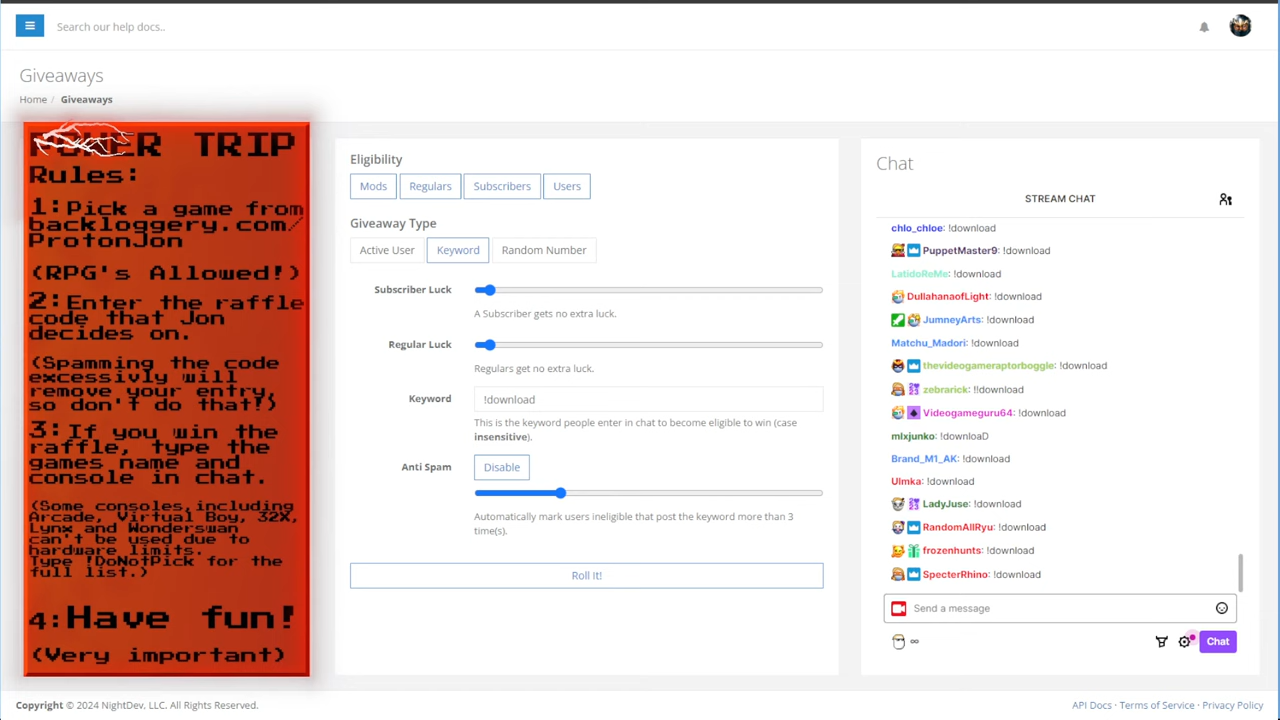 Search our help docs..
Giveaways
Home / Giveaways
POWER TRIP
Rules:
1:Pick a game from
backloggery.com/
ProtonJon
(RPG's Allowed!)
2:Enter the raffle
code that Jon
decides on.
(Spamming the code
excessivly will
remove your entry,
so don't do that!)
3:If you win the
raffle, type the
games name and
console in chat.
(Some consoles,including
Arcade, Virtual Boy, 32X,
Lynx and Wonderswan
can't be used due to
hardware limits.
Type !DoNotPick for the
full list.)
4:Have fun!
(Very important)
Eligibility
Mods Regulars Subscribers Users
Giveaway Type
Active User Keyword Random Number
Subscriber Luck
A Subscriber gets no extra luck.
Regular Luck
Regulars get no extra luck.
Keyword !download
This is the keyword people enter in chat to become eligible to win (case
insensitive).
Anti Spam Disable
Automatically mark users ineligible that post the keyword more than 3
time(s).
Roll It!
Chat
STREAM CHAT
chlo_chloe: !download
PuppetMaster9: !download
LatidoReMe: !download
DullahanaofLight: !download
JumneyArts: !download
Matchu_Madori: !download
thevideogameraptorboggle: !download
zebrarick: !!download
Videogameguru64: !download
mlxjunko: !downloaD
Brand_M1_AK: !download
Ulmka: !download
LadyJuse: !download
RandomAllRyu: !download
frozenhunts: !download
SpecterRhino: !download
Send a message
∞ Chat
Copyright © 2024 NightDev, LLC. All Rights Reserved.
API Docs · Terms of Service · Privacy Policy